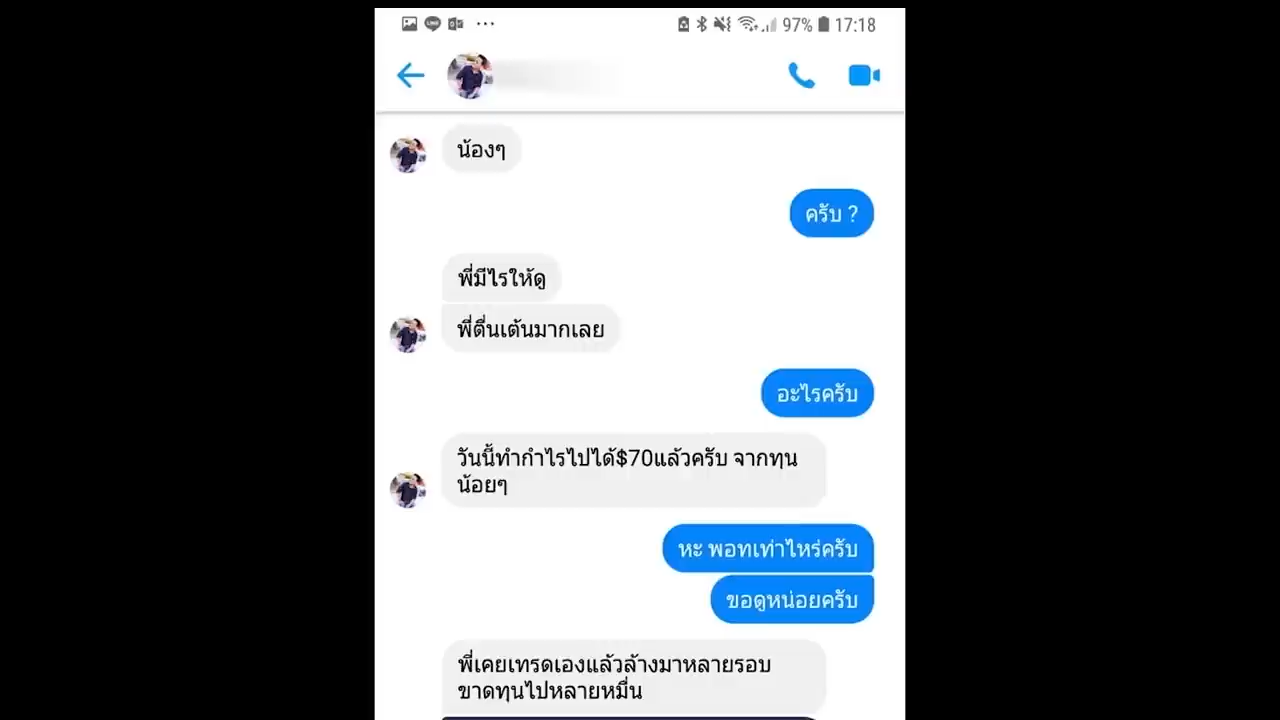 97% 17:18
น้องๆ
ครับ ?
พี่มีไรให้ดู
พี่ตื่นเต้นมากเลย
อะไรครับ
วันนี้ทำกำไรไปได้$70แล้วครับ จากทุน
น้อยๆ
หะ พอทเท่าไหร่ครับ
ขอดูหน่อยครับ
พี่เคยเทรดเองแล้วล้างมาหลายรอบ
ขาดทุนไปหลายหมื่น